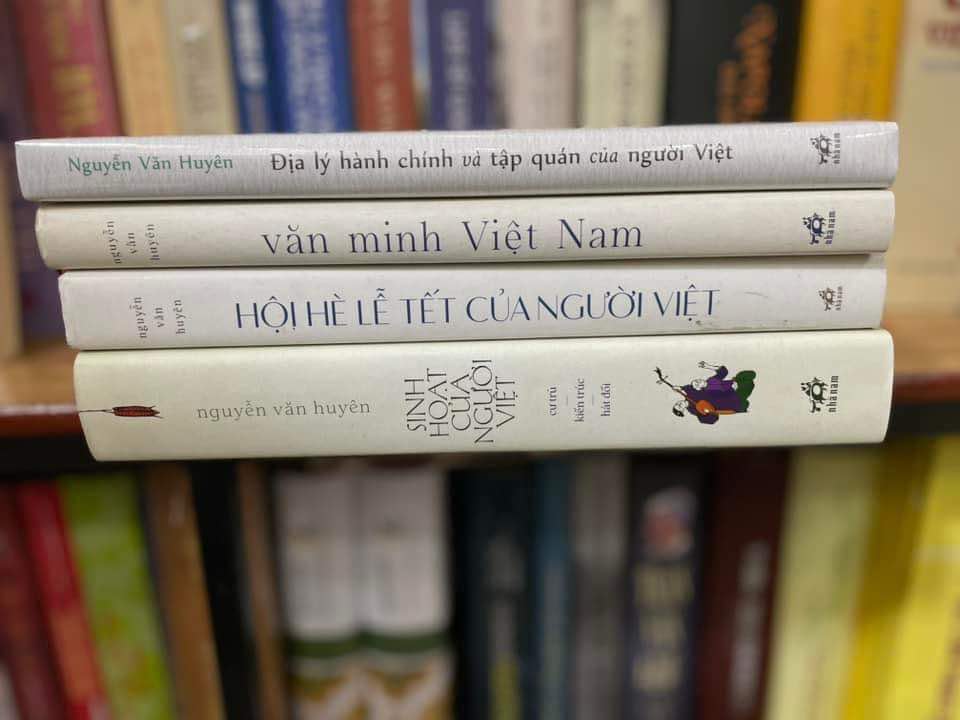 Nguyễn Văn Huyên Địa lý hành chính và tập quán của người Việt nhã nam
nguyễn
văn
huyên
văn minh Việt Nam
nhã nam
nguyễn
văn
huyên
HỘI HÈ LỄ TẾT CỦA NGƯỜI VIỆT
nhã nam
nguyễn văn huyên
SINH
HOẠT
CỦA
NGƯỜI
VIỆT
cư trú
–
kiến trúc
–
hát đối
nhã nam